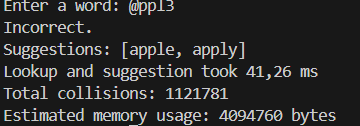 Enter a word: @ppl3
Incorrect.
Suggestions: [apple, apply]
Lookup and suggestion took 41,26 ms
Total collisions: 1121781
Estimated memory usage: 4094760 bytes